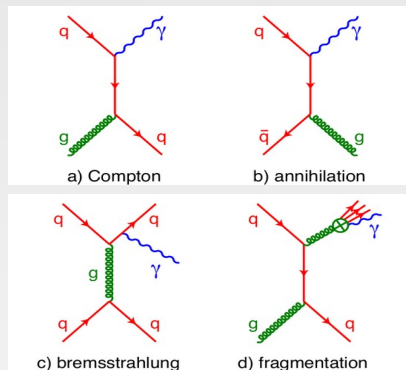 q γ
g q
a) Compton
q γ
q̄ g
b) annihilation
q q
g γ
q q
c) bremsstrahlung
q γ
g q
d) fragmentation